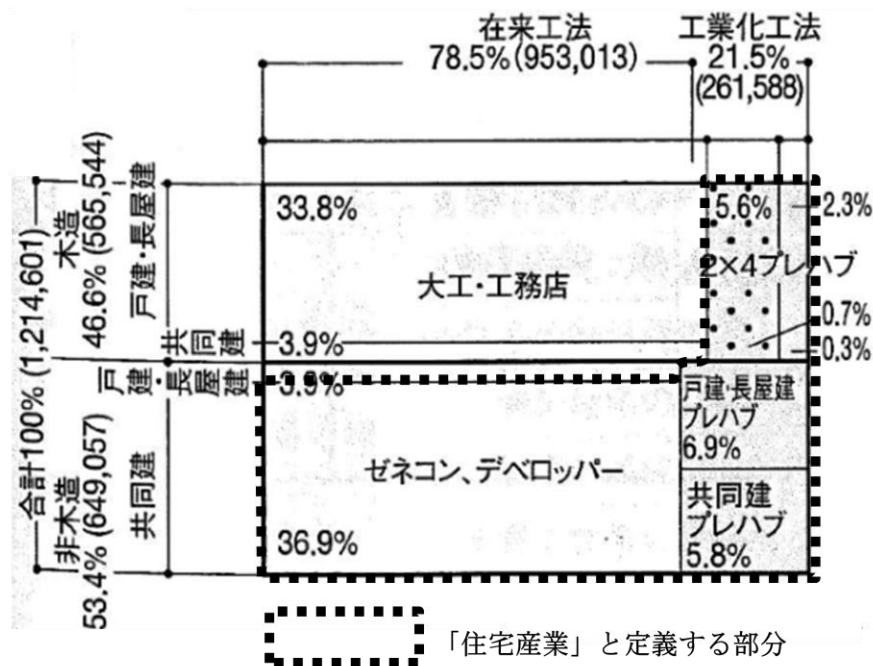 在来工法
78.5%(953,013)
工業化工法
21.5%
(261,588)
合計100%(1,214,601)
木造
46.6%(565,544)
戸建・長屋建
共同建
非木造
53.4%(649,057)
戸建・長屋建
共同建
33.8%
大工・工務店
3.9%
5.6%
2.3%
2×4プレハブ
0.7%
0.3%
3.9%
ゼネコン、デベロッパー
36.9%
戸建・長屋建
プレハブ
6.9%
共同建
プレハブ
5.8%
「住宅産業」と定義する部分